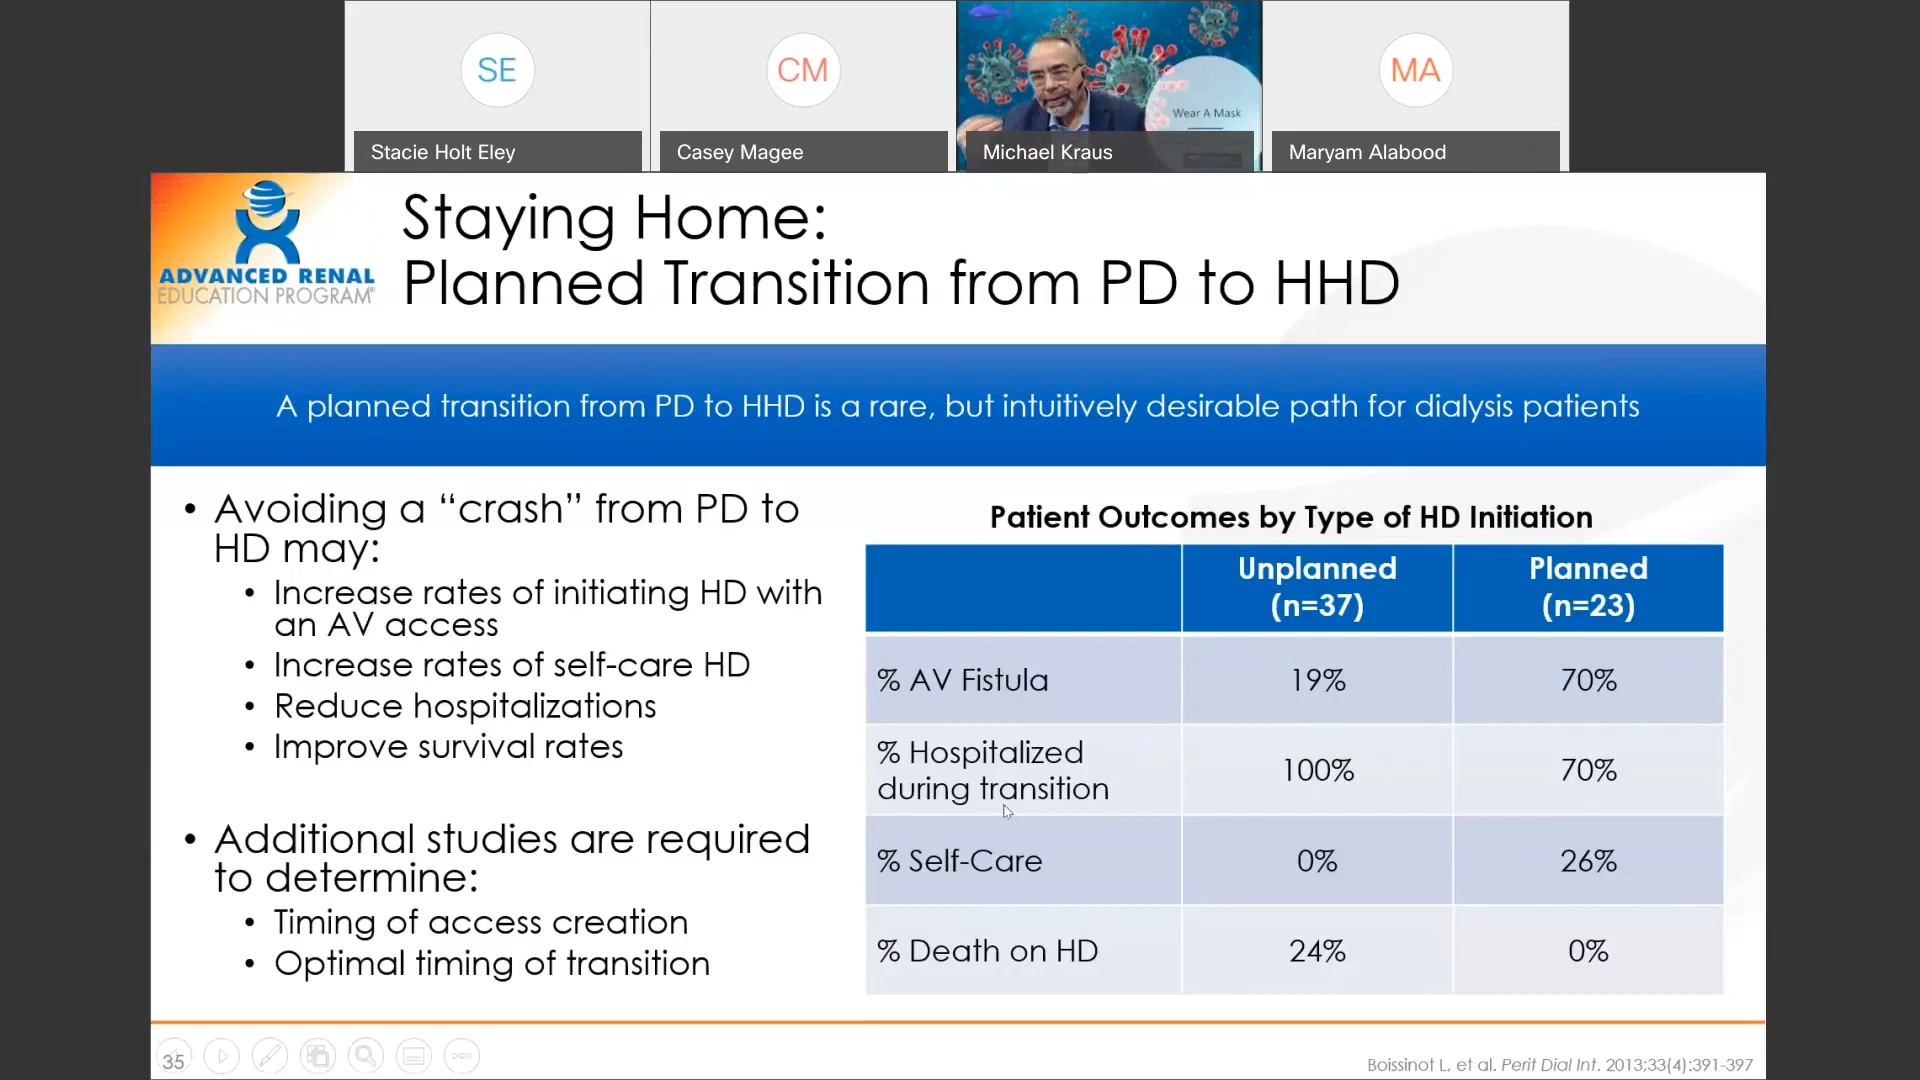 SE
CM
Wear A Mask
MA
Stacie Holt Eley
Casey Magee
Michael Kraus
Maryam Alabood
ADVANCED RENAL
EDUCATION PROGRAM®
Staying Home:
Planned Transition from PD to HHD
A planned transition from PD to HHD is a rare, but intuitively desirable path for dialysis patients
• Avoiding a “crash” from PD to
HD may:
• Increase rates of initiating HD with
an AV access
• Increase rates of self-care HD
• Reduce hospitalizations
• Improve survival rates
• Additional studies are required
to determine:
• Timing of access creation
• Optimal timing of transition
Patient Outcomes by Type of HD Initiation
Unplanned
(n=37)
Planned
(n=23)
% AV Fistula 19% 70%
% Hospitalized
during transition 100% 70%
% Self-Care 0% 26%
% Death on HD 24% 0%
35
Boissinot L, et al. Perit Dial Int. 2013;33(4):391-397